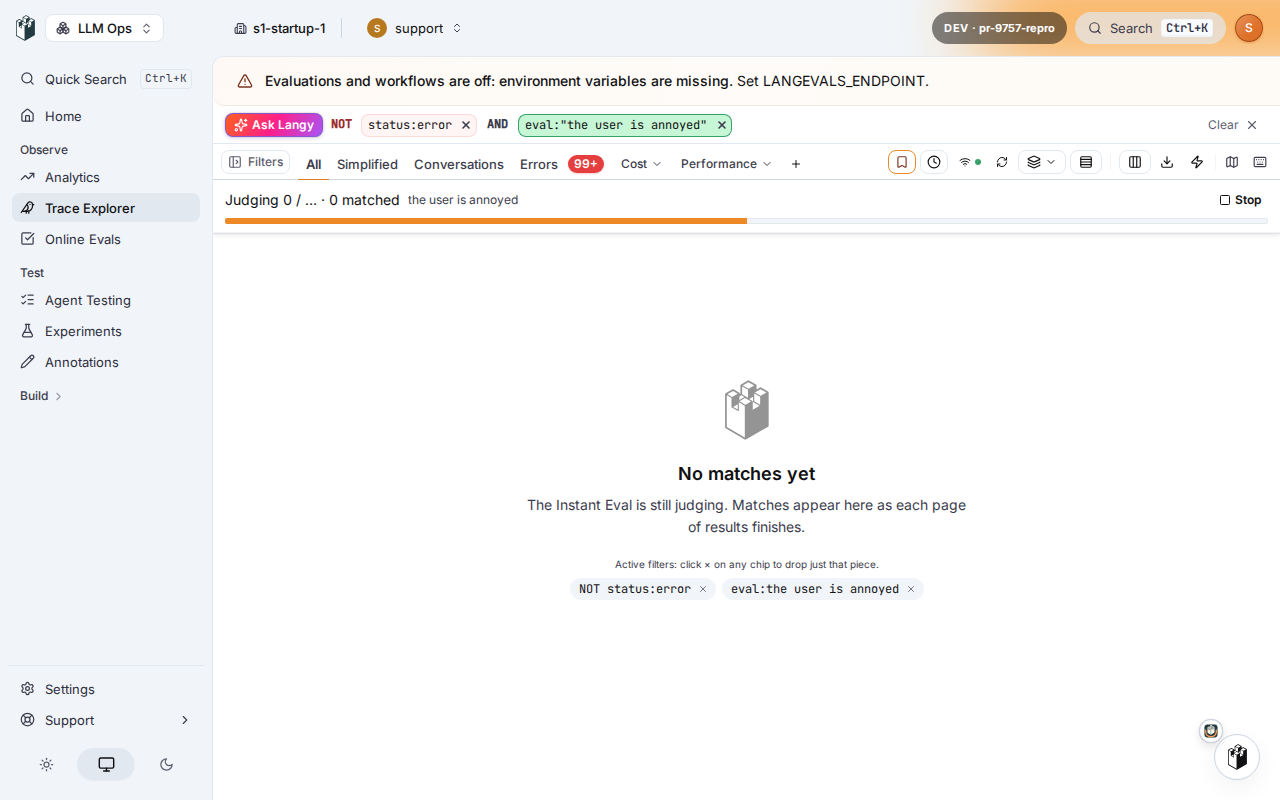 LLM Ops
s1-startup-1
S
support
DEV · pr-9757-repro
Search Ctrl+K
S
Quick Search Ctrl+K
Home
Observe
Analytics
Trace Explorer
Online Evals
Test
Agent Testing
Experiments
Annotations
Build
Settings
Support
Evaluations and workflows are off: environment variables are missing. Set LANGEVALS_ENDPOINT.
Ask Langy NOT status:error × AND eval:"the user is annoyed" ×
Clear ×
Filters All Simplified Conversations Errors 99+ Cost Performance +
Judging 0 / ... · 0 matched the user is annoyed
Stop
No matches yet
The Instant Eval is still judging. Matches appear here as each page
of results finishes.
Active filters: click × on any chip to drop just that piece.
NOT status:error × eval:the user is annoyed ×